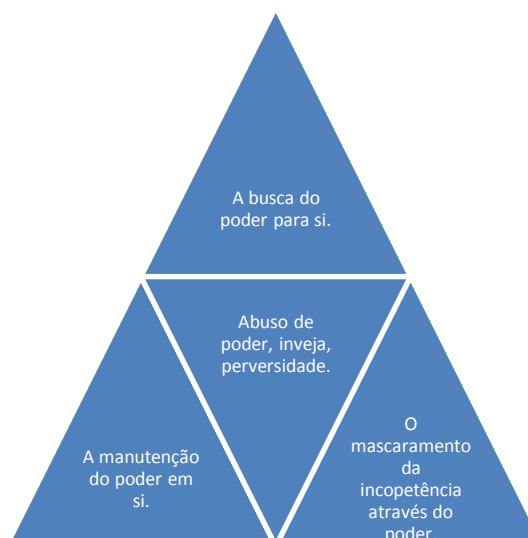 A busca do
poder para si.
Abuso de
poder, inveja,
perversidade.
A manutenção
do poder em
si.
O
mascaramento
da
incopetência
através do
poder